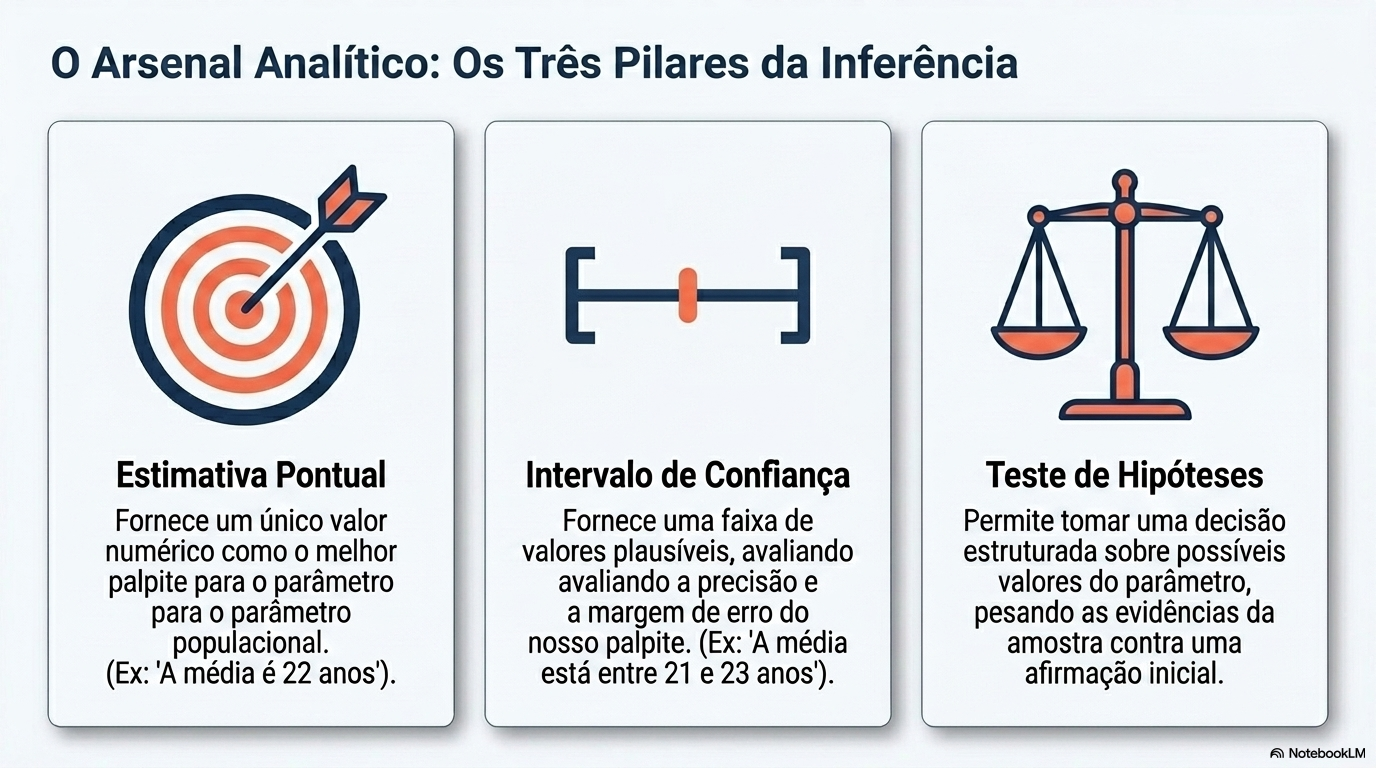 O Arsenal Analítico: Os Três Pilares da Inferência
Estimativa Pontual
Fornece um único valor
numérico como o melhor
palpite para o parâmetro
para o parâmetro
populacional.
(Ex: 'A média é 22 anos').
Intervalo de Confiança
Fornece uma faixa de
valores plausíveis, avaliando
avaliando a precisão e
a margem de erro do
nosso palpite. (Ex: 'A média
está entre 21 e 23 anos').
Teste de Hipóteses
Permite tomar uma decisão
estruturada sobre possíveis
valores do parâmetro,
pesando as evidências da
amostra contra uma
afirmação inicial.
NotebookLM